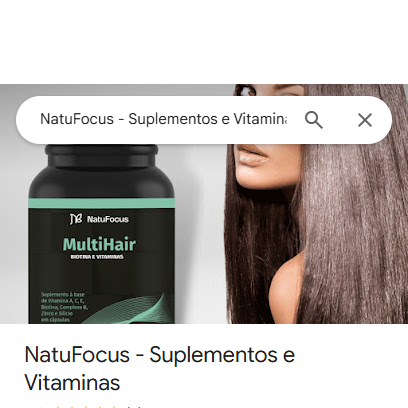 NatuFocus - Suplementos e Vitamina
NatuFocus
MultiHair
BIOTINA E VITAMINAS
Suplemento à base
de Vitamina A, C, E,
Biotina, Complexo B,
Zinco e Silício
em cápsulas
NatuFocus - Suplementos e
Vitaminas